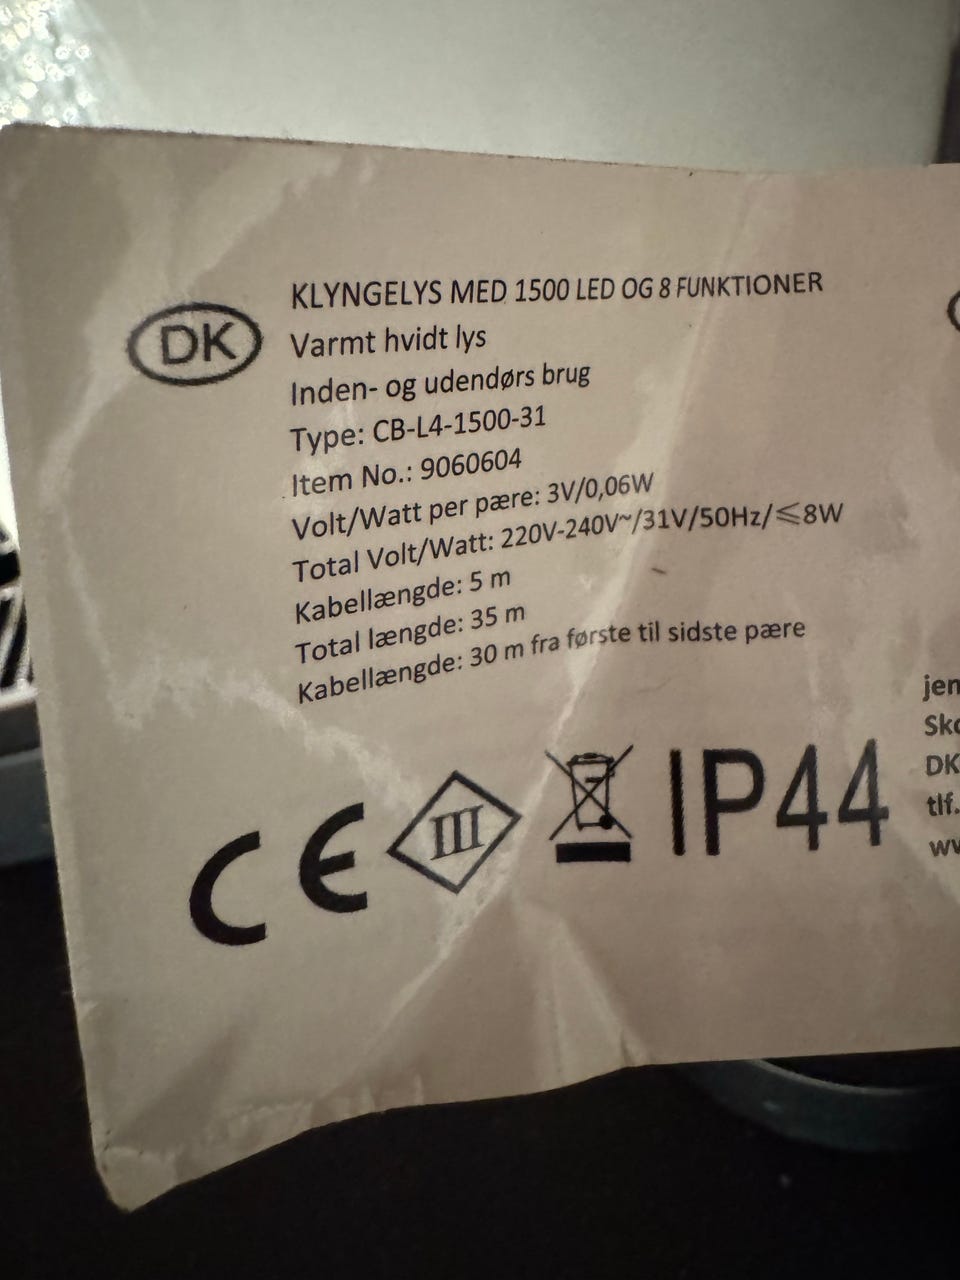 DK
KLYNGELYS MED 1500 LED OG 8 FUNKTIONER
Varmt hvidt lys
Inden- og udendørs brug
Type: CB-L4-1500-31
Item No.: 9060604
Volt/Watt per pære: 3V/0,06W
Total Volt/Watt: 220V-240V~/31V/50Hz/⩽8W
Kabellængde: 5 m
Total længde: 35 m
Kabellængde: 30 m fra første til sidste pære
CE III IP44
DK
tlf.